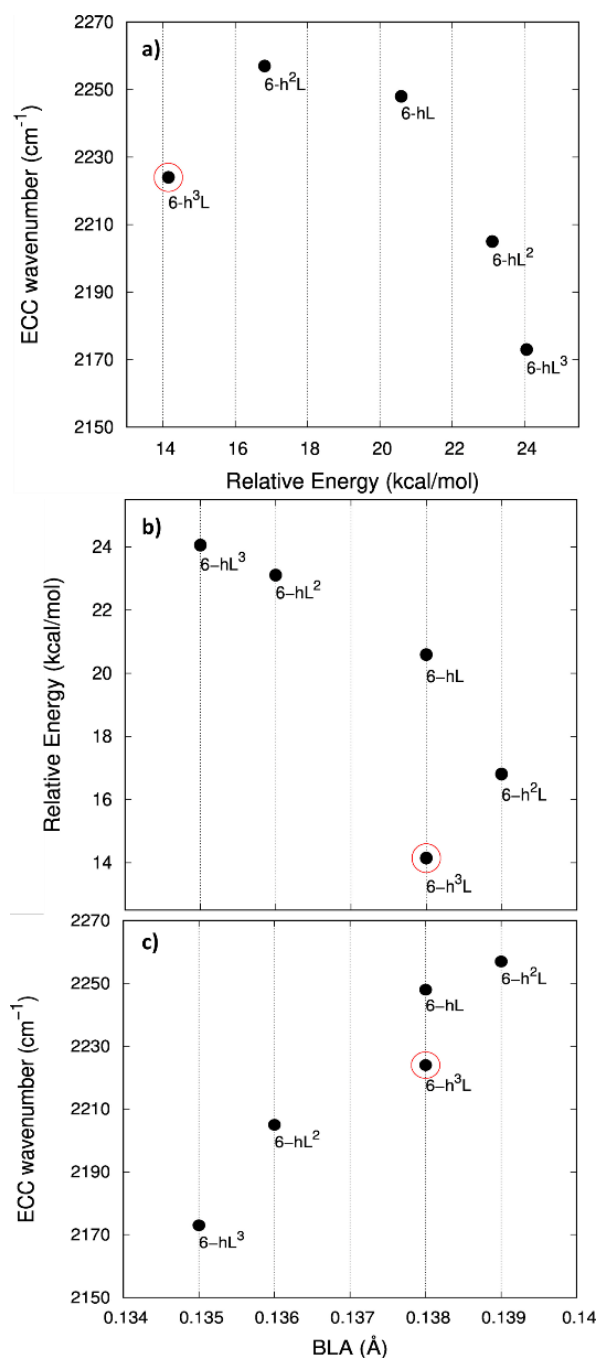 a)
2270
2250
2230
2210
2190
2170
2150
ECC wavenumber (cm⁻¹)
6-h²L
6-hL
6-h³L
6-hL²
6-hL³
14 16 18 20 22 24
Relative Energy (kcal/mol)
b)
24
22
20
18
16
14
Relative Energy (kcal/mol)
6−hL³
6−hL²
6−hL
6−h²L
6−h³L
c)
2270
2250
2230
2210
2190
2170
2150
ECC wavenumber (cm⁻¹)
6−h²L
6−hL
6−h³L
6−hL²
6−hL³
0.134 0.135 0.136 0.137 0.138 0.139 0.14
BLA (Å)